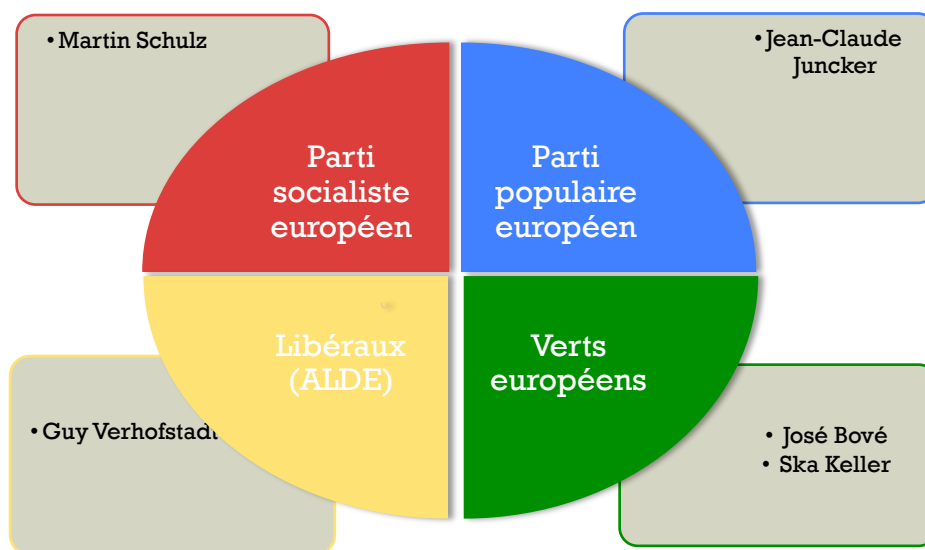 • Martin Schulz
• Jean-Claude
Juncker
Parti
socialiste
européen
Parti
populaire
européen
Libéraux
(ALDE)
Verts
européens
• Guy Verhofstadt
• José Bové
• Ska Keller